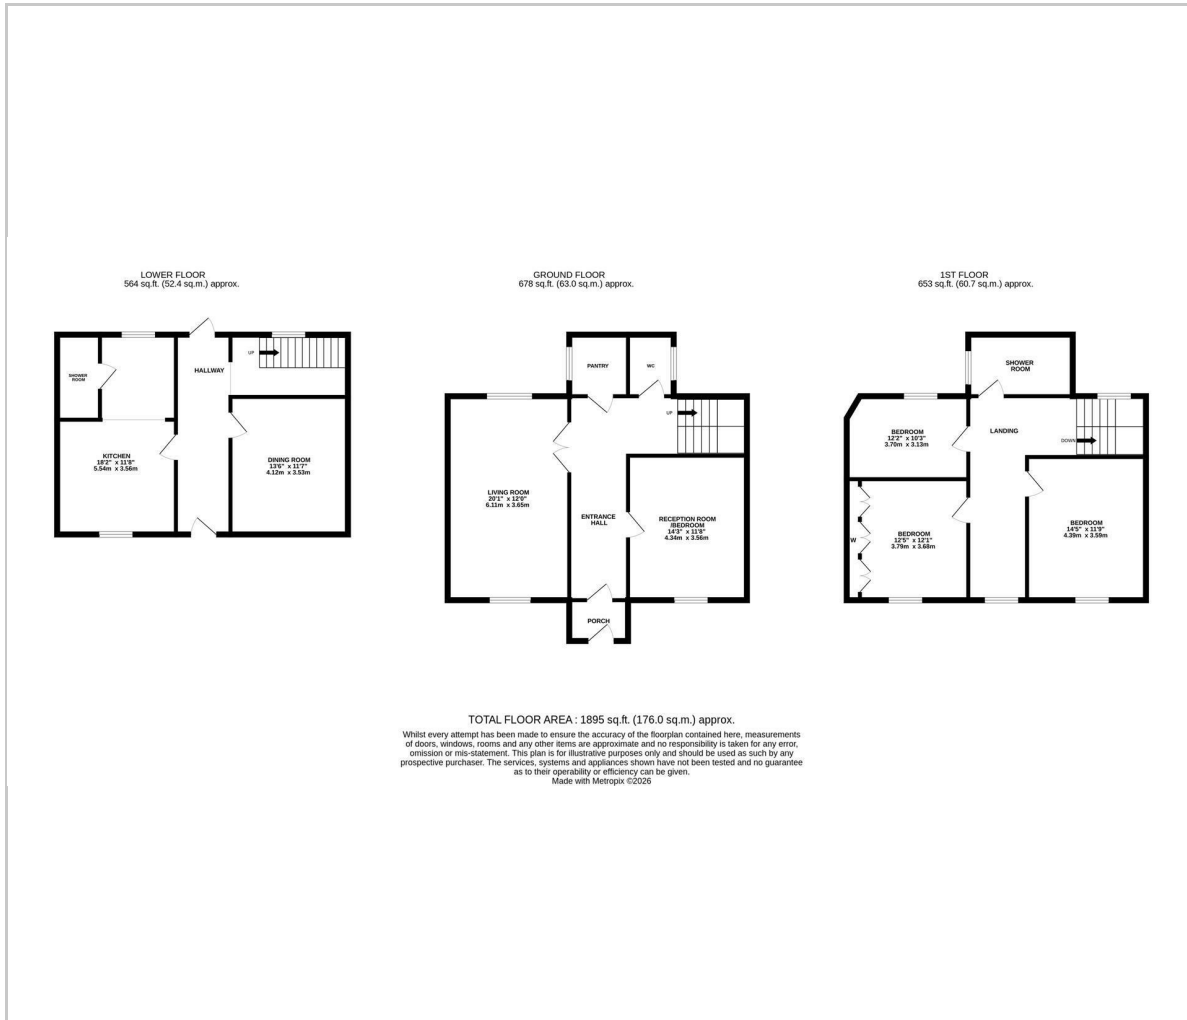 LOWER FLOOR
564 sq.ft. (52.4 sq.m.) approx.
UP
HALLWAY
SHOWER
ROOM
KITCHEN
18'2" x 11'8"
5.54m x 3.56m
DINING ROOM
13'6" x 11'7"
4.12m x 3.53m
GROUND FLOOR
678 sq.ft. (63.0 sq.m.) approx.
PANTRY
WC
UP
LIVING ROOM
20'1" x 12'0"
6.11m x 3.65m
ENTRANCE
HALL
RECEPTION ROOM
/BEDROOM
14'3" x 11'8"
4.34m x 3.56m
PORCH
1ST FLOOR
653 sq.ft. (60.7 sq.m.) approx.
SHOWER
ROOM
BEDROOM
12'2" x 10'3"
3.70m x 3.13m
LANDING
DOWN
BEDROOM
14'5" x 11'9"
4.39m x 3.59m
W
BEDROOM
12'5" x 12'1"
3.79m x 3.68m
TOTAL FLOOR AREA : 1895 sq.ft. (176.0 sq.m.) approx.
Whilst every attempt has been made to ensure the accuracy of the floorplan contained here, measurements
of doors, windows, rooms and any other items are approximate and no responsibility is taken for any error,
omission or mis-statement. This plan is for illustrative purposes only and should be used as such by any
prospective purchaser. The services, systems and appliances shown have not been tested and no guarantee
as to their operability or efficiency can be given.
Made with Metropix ©2026